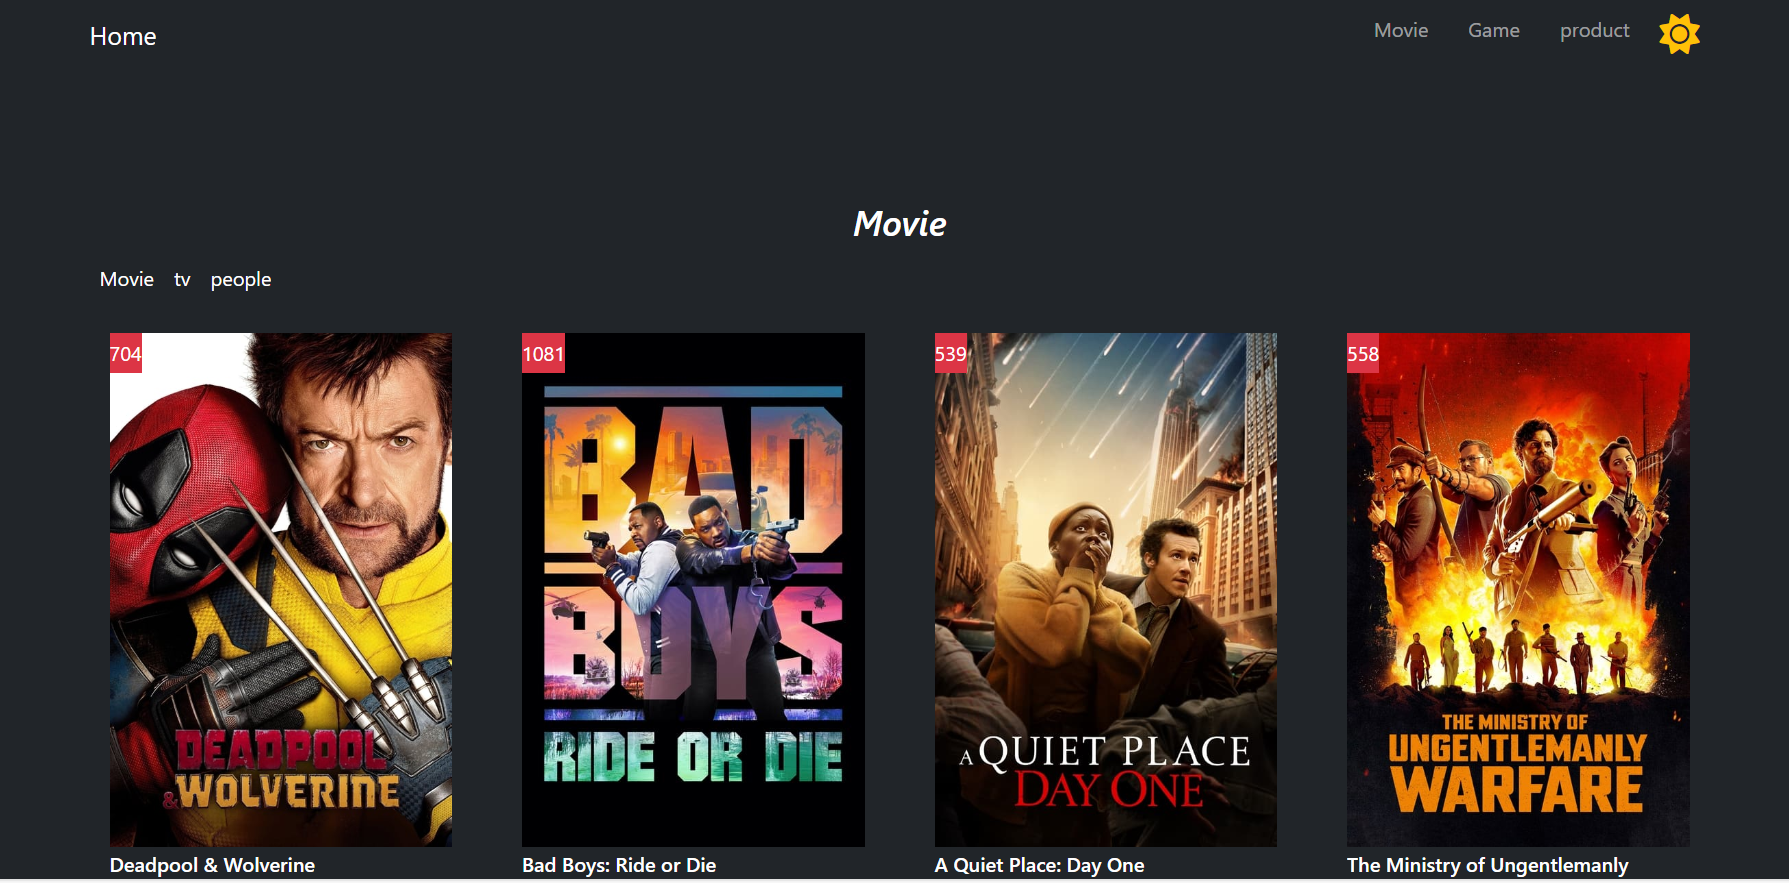 Home
Movie
Game
product
Movie
Movie
tv
people
704
DEADPOOL
& WOLVERINE
Deadpool & Wolverine
1081
BAD
BOYS
RIDE OR DIE
Bad Boys: Ride or Die
539
A QUIET PLACE
DAY ONE
A Quiet Place: Day One
558
THE MINISTRY OF
UNGENTLEMANLY
WARFARE
The Ministry of Ungentlemanly